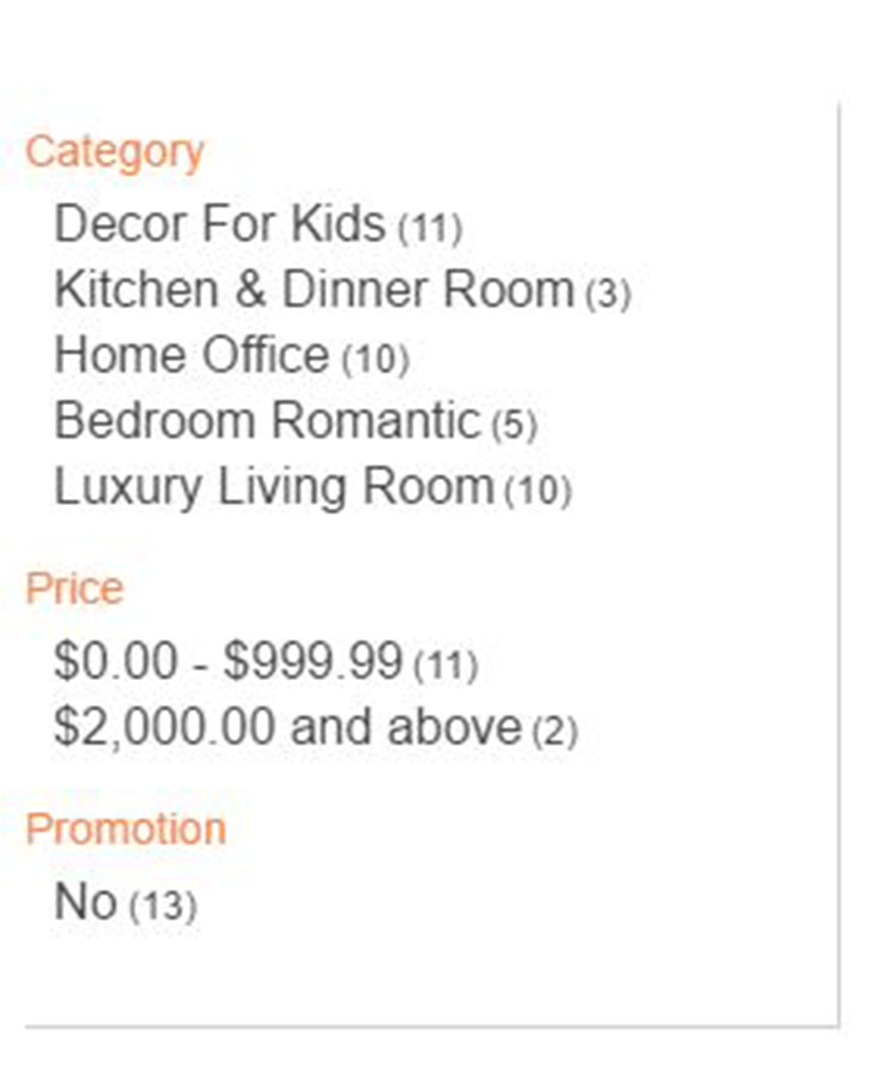 Category
Decor For Kids (11)
Kitchen & Dinner Room (3)
Home Office (10)
Bedroom Romantic (5)
Luxury Living Room (10)
Price
$0.00 - $999.99 (11)
$2,000.00 and above (2)
Promotion
No (13)